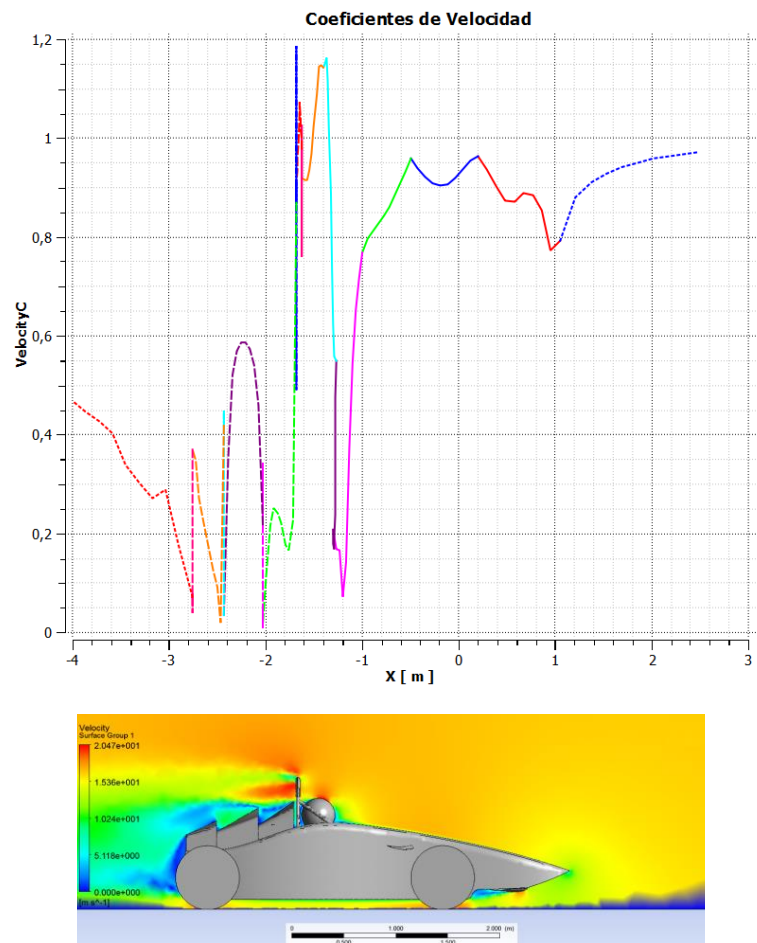 Coeficientes de Velocidad
1,2
1
0,8
0,6
0,4
0,2
0
VelocityC
-4 -3 -2 -1 0 1 2 3
X [ m ]
Velocity
Surface Group 1
2.047e+001
1.536e+001
1.024e+001
5.118e+000
0.000e+000
[m s^-1]
0 1.000 2.000 (m)
0.500 1.500